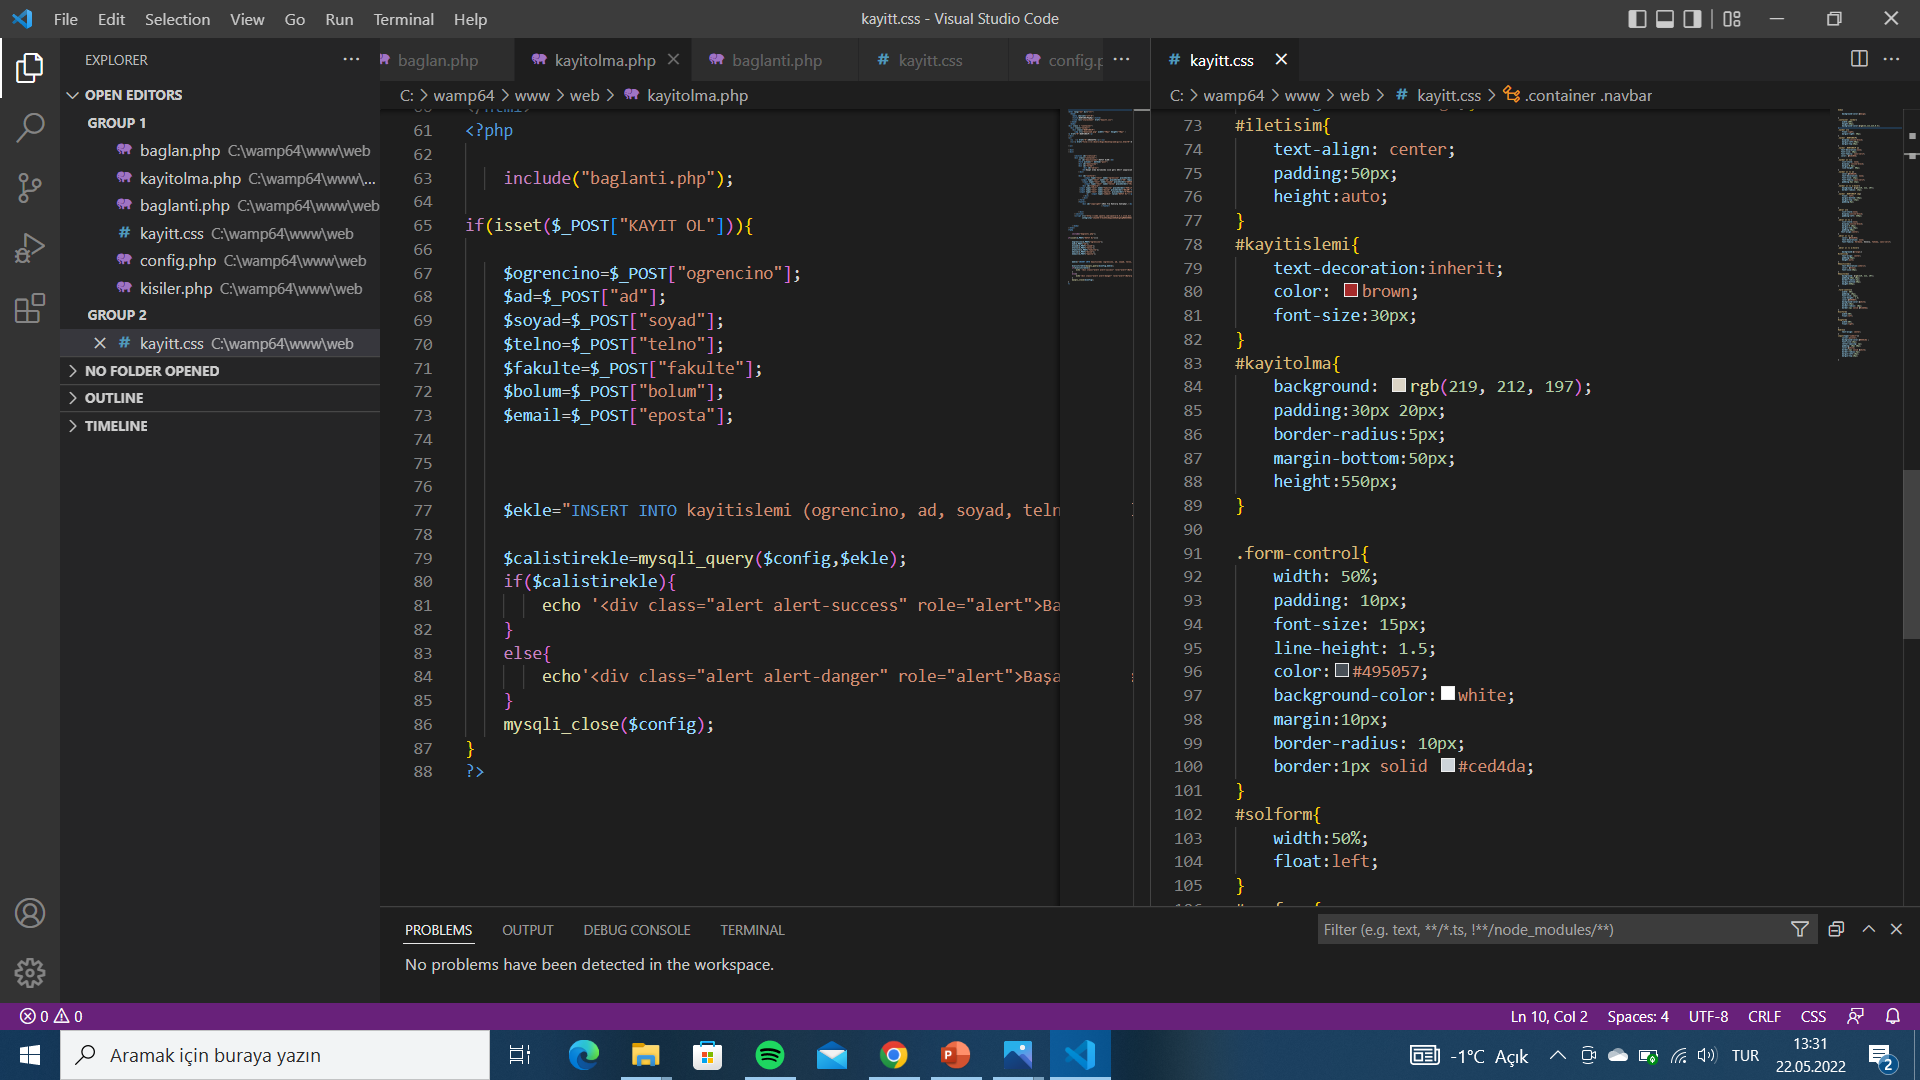 File Edit Selection View Go Run Terminal Help
kayitt.css - Visual Studio Code
EXPLORER
OPEN EDITORS
GROUP 1
baglan.php C:\wamp64\www\web
kayitolma.php C:\wamp64\www\...
baglanti.php C:\wamp64\www\web
kayitt.css C:\wamp64\www\web
config.php C:\wamp64\www\web
kisiler.php C:\wamp64\www\web
GROUP 2
kayitt.css C:\wamp64\www\web
NO FOLDER OPENED
OUTLINE
TIMELINE
baglan.php kayitolma.php baglanti.php kayitt.css config.p
C: > wamp64 > www > web > kayitolma.php
61 <?php
62
63 include("baglanti.php");
64
65 if(isset($_POST["KAYIT OL"])){
66
67 $ogrencino=$_POST["ogrencino"];
68 $ad=$_POST["ad"];
69 $soyad=$_POST["soyad"];
70 $telno=$_POST["telno"];
71 $fakulte=$_POST["fakulte"];
72 $bolum=$_POST["bolum"];
73 $email=$_POST["eposta"];
74
75
76
77 $ekle="INSERT INTO kayitislemi (ogrencino, ad, soyad, teln
78
79 $calistirekle=mysqli_query($config,$ekle);
80 if($calistirekle){
81 echo '<div class="alert alert-success" role="alert">Ba
82 }
83 else{
84 echo'<div class="alert alert-danger" role="alert">Başa
85 }
86 mysqli_close($config);
87 }
88 ?>
kayitt.css
C: > wamp64 > www > web > kayitt.css > .container .navbar
73 #iletisim{
74 text-align: center;
75 padding:50px;
76 height:auto;
77 }
78 #kayitislemi{
79 text-decoration:inherit;
80 color: brown;
81 font-size:30px;
82 }
83 #kayitolma{
84 background: rgb(219, 212, 197);
85 padding:30px 20px;
86 border-radius:5px;
87 margin-bottom:50px;
88 height:550px;
89 }
90
91 .form-control{
92 width: 50%;
93 padding: 10px;
94 font-size: 15px;
95 line-height: 1.5;
96 color:#495057;
97 background-color:white;
98 margin:10px;
99 border-radius: 10px;
100 border:1px solid #ced4da;
101 }
102 #solform{
103 width:50%;
104 float:left;
105 }
PROBLEMS OUTPUT DEBUG CONSOLE TERMINAL
Filter (e.g. text, **/*.ts, !**/node_modules/**)
No problems have been detected in the workspace.
0 0
Ln 10, Col 2 Spaces: 4 UTF-8 CRLF CSS
Aramak için buraya yazın
-1°C Açık
TUR
13:31
22.05.2022
2